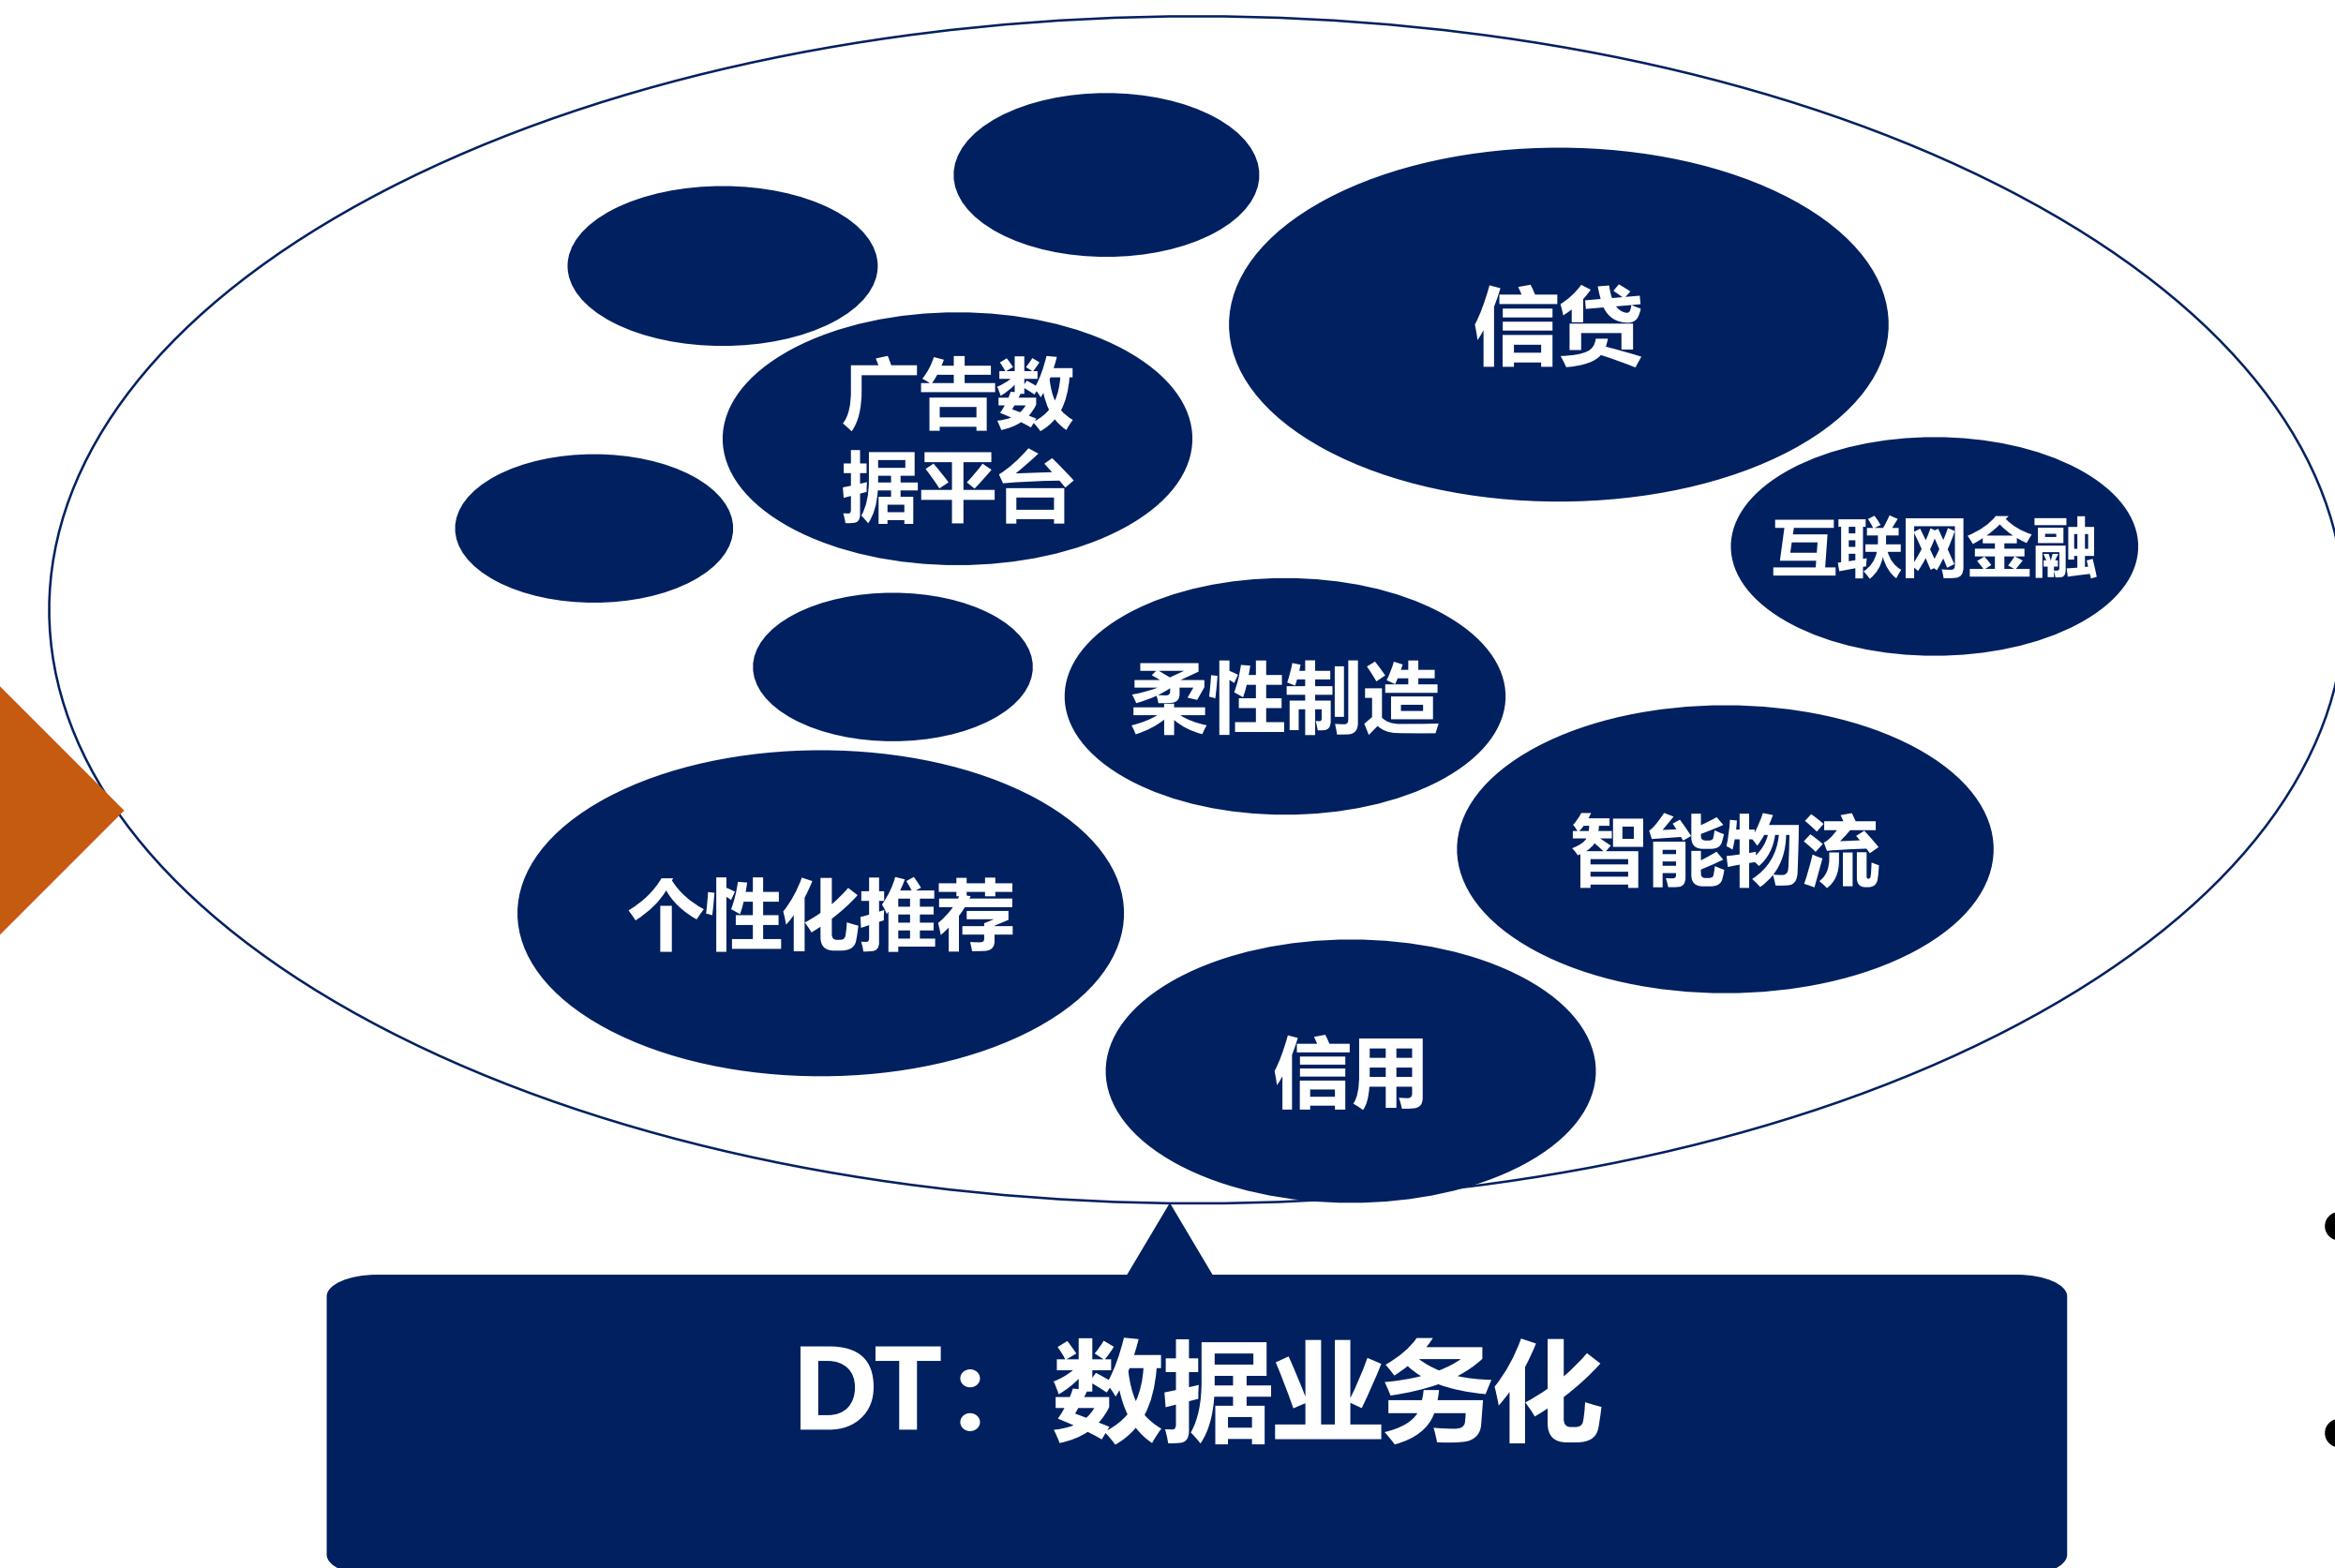 信贷
广告数
据平台
互联网金融
柔性制造
智能物流
个性化推荐
信用
DT：数据业务化